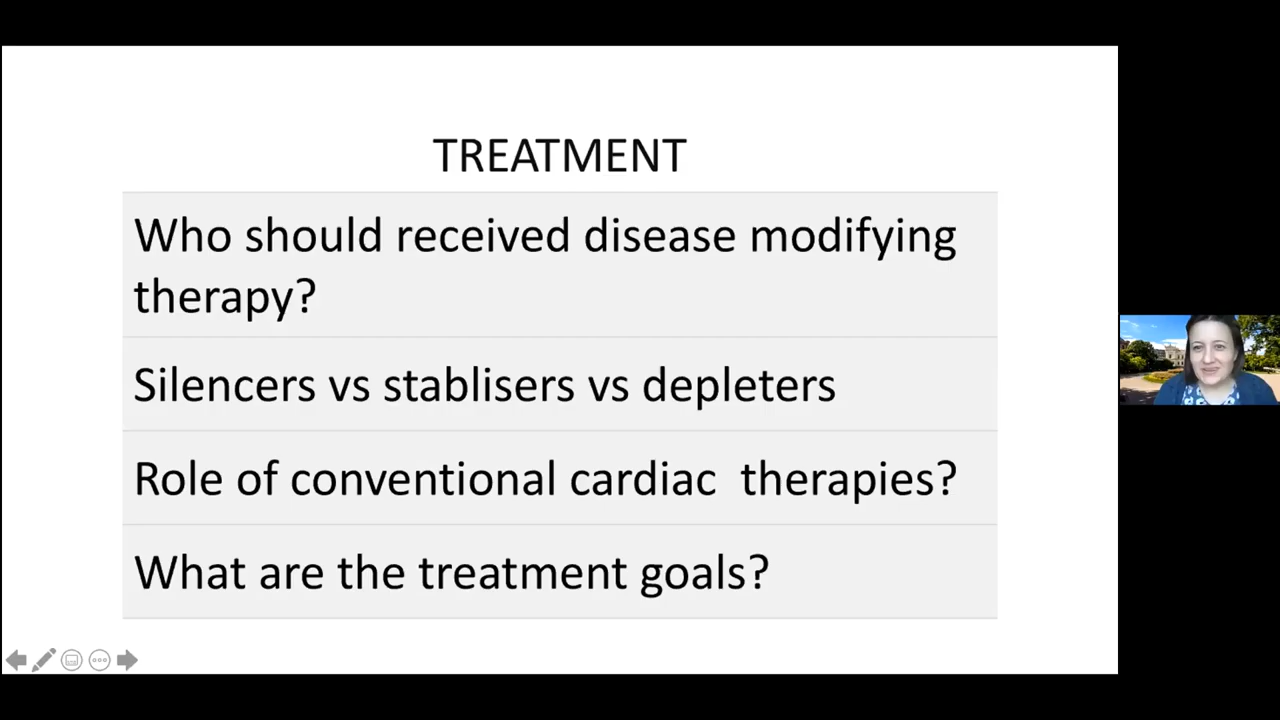 TREATMENT
Who should received disease modifying
therapy?
Silencers vs stablisers vs depleters
Role of conventional cardiac  therapies?
What are the treatment goals?